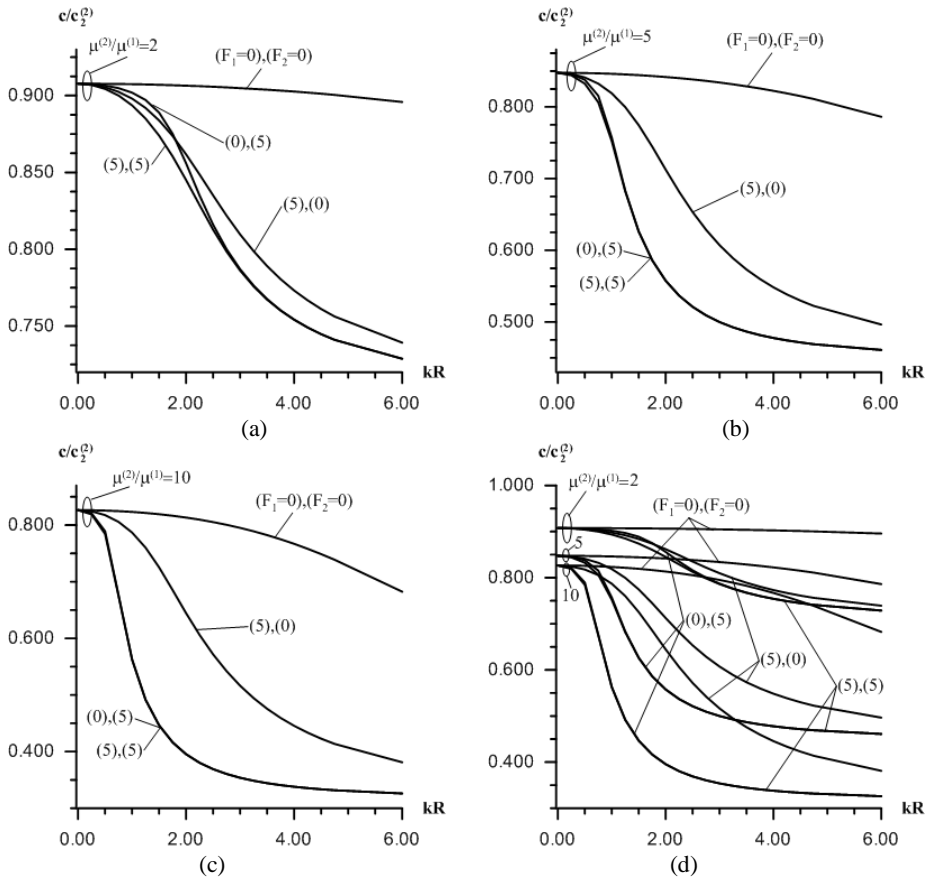 c/c₂⁽²⁾
μ⁽²⁾/μ⁽¹⁾=2
(F₁=0),(F₂=0)
0.900
(0),(5)
(5),(5)
0.850
(5),(0)
0.800
0.750
kR
0.00 2.00 4.00 6.00
(a)
c/c₂⁽²⁾
μ⁽²⁾/μ⁽¹⁾=5
(F₁=0),(F₂=0)
0.800
0.700
(5),(0)
0.600
(0),(5)
(5),(5)
0.500
kR
0.00 2.00 4.00 6.00
(b)
c/c₂⁽²⁾
μ⁽²⁾/μ⁽¹⁾=10
(F₁=0),(F₂=0)
0.800
0.600
(5),(0)
(0),(5)
(5),(5)
0.400
kR
0.00 2.00 4.00 6.00
(c)
c/c₂⁽²⁾
1.000
μ⁽²⁾/μ⁽¹⁾=2
(F₁=0),(F₂=0)
5
0.800
10
(0),(5)
0.600
(5),(0)
(5),(5)
0.400
kR
0.00 2.00 4.00 6.00
(d)